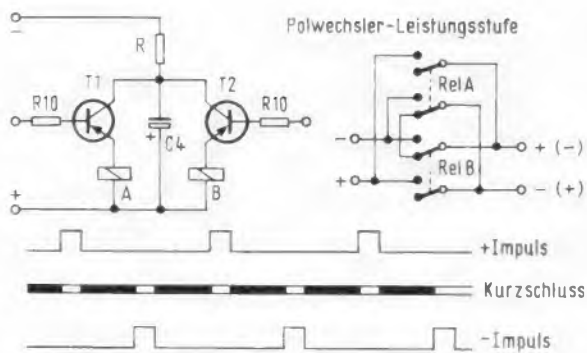 Polwechsler-Leistungsstufe
−
R
T1
T2
R10
R10
C4
+
A
B
+
Rel A
−
+ (−)
Rel B
+
− (+)
+Impuls
Kurzschluss
−Impuls